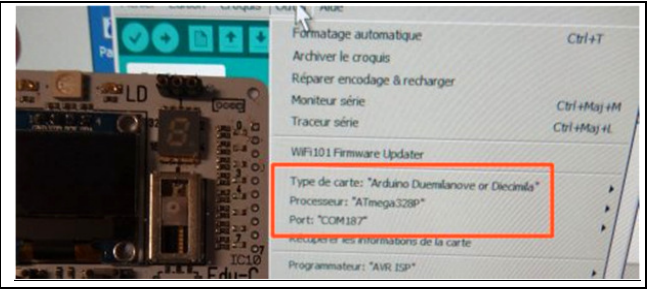 Edition Croquis Aide
Formatage automatique Ctrl+T
Archiver le croquis
Réparer encodage & recharger
Moniteur série Ctrl+Maj+M
Traceur série Ctrl+Maj+L
WiFi101 Firmware Updater
Type de carte: "Arduino Duemilanove or Diecimila"
Processeur: "ATmega328P"
Port: "COM187"
Récupérer les informations de la carte
Programmateur: "AVR ISP"
LD
IC10
Edu-C